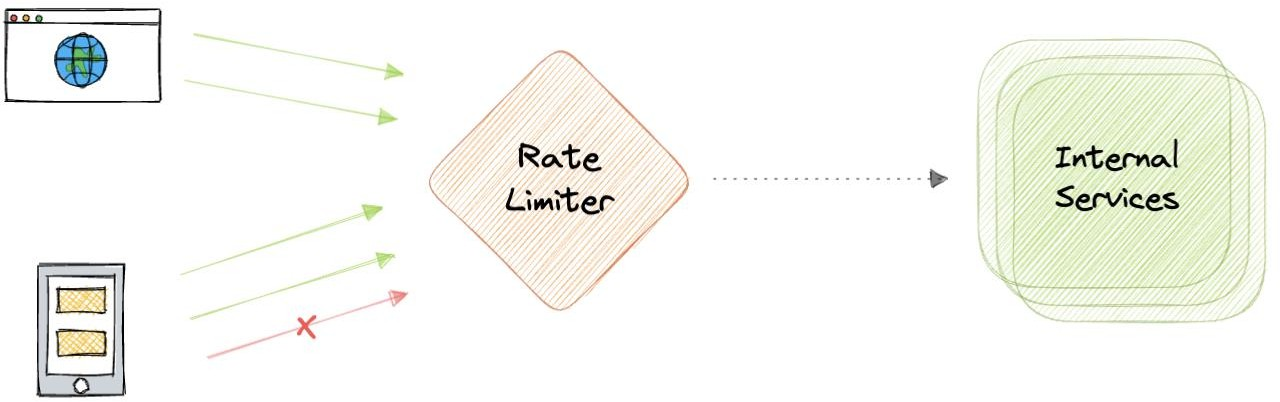 Rate
Limiter
Internal
Services